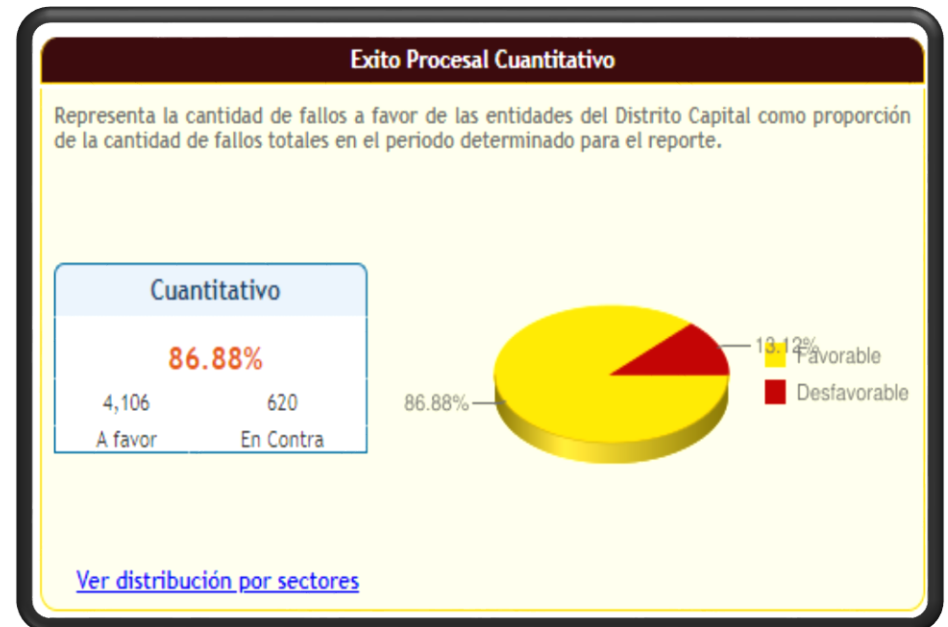 Exito Procesal Cuantitativo
Representa la cantidad de fallos a favor de las entidades del Distrito Capital como proporción
de la cantidad de fallos totales en el periodo determinado para el reporte.
Cuantitativo
86.88%
4,106 620
A favor En Contra
86.88%
13.12%
Favorable
Desfavorable
Ver distribución por sectores